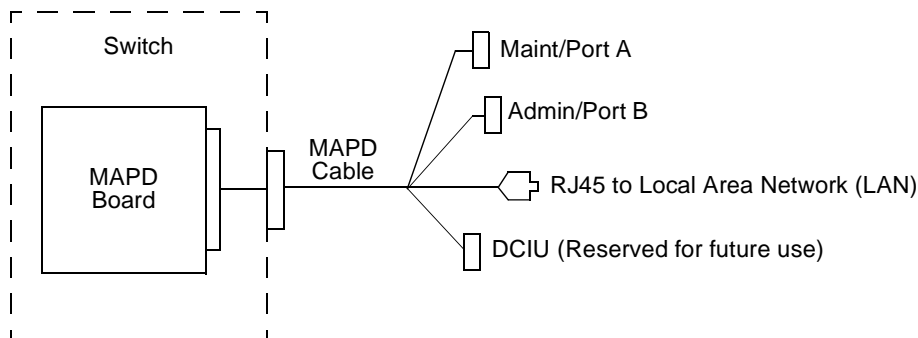 Switch
Maint/Port A
Admin/Port B
MAPD
Cable
MAPD
Board
RJ45 to Local Area Network (LAN)
DCIU (Reserved for future use)